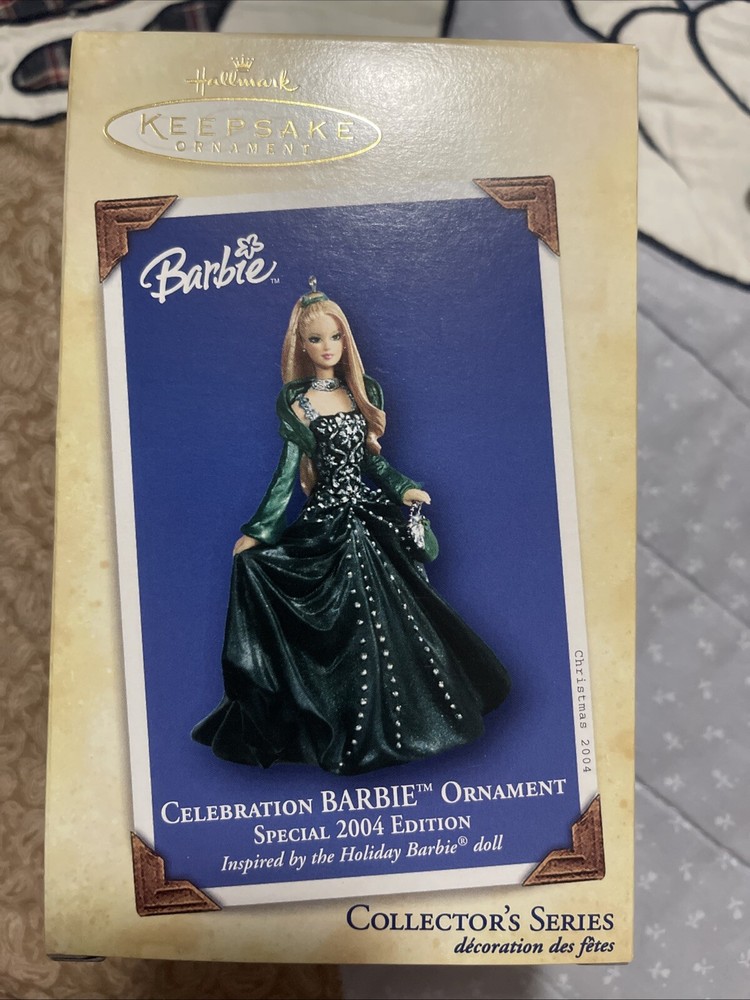 Hallmark
KEEPSAKE
ORNAMENT
Barbie™
Christmas 2004
CELEBRATION BARBIE™ ORNAMENT
SPECIAL 2004 EDITION
Inspired by the Holiday Barbie® doll
COLLECTOR'S SERIES
décoration des fêtes